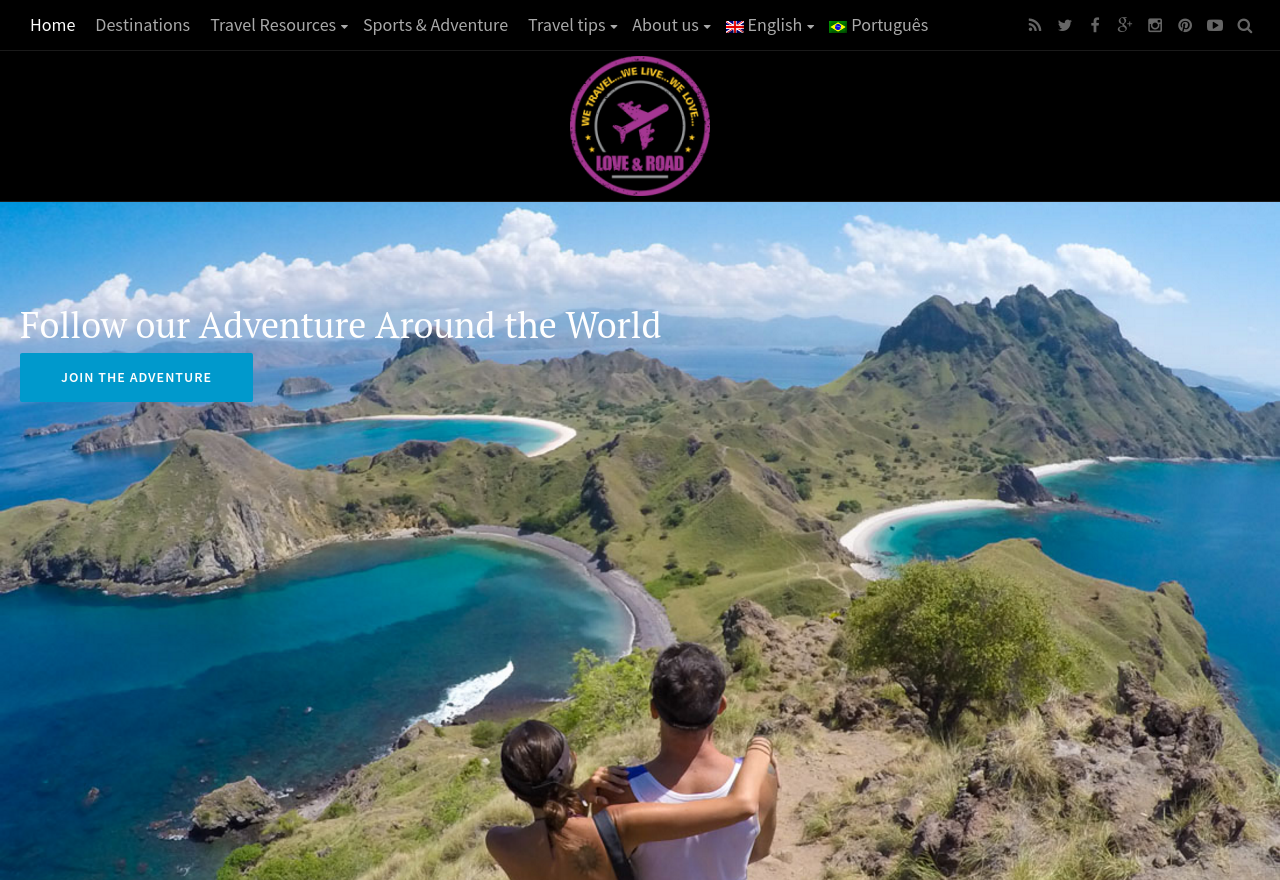 Home Destinations Travel Resources Sports & Adventure Travel tips About us English Português
WE TRAVEL...WE LIVE...WE LOVE...
LOVE & ROAD
Follow our Adventure Around the World
JOIN THE ADVENTURE